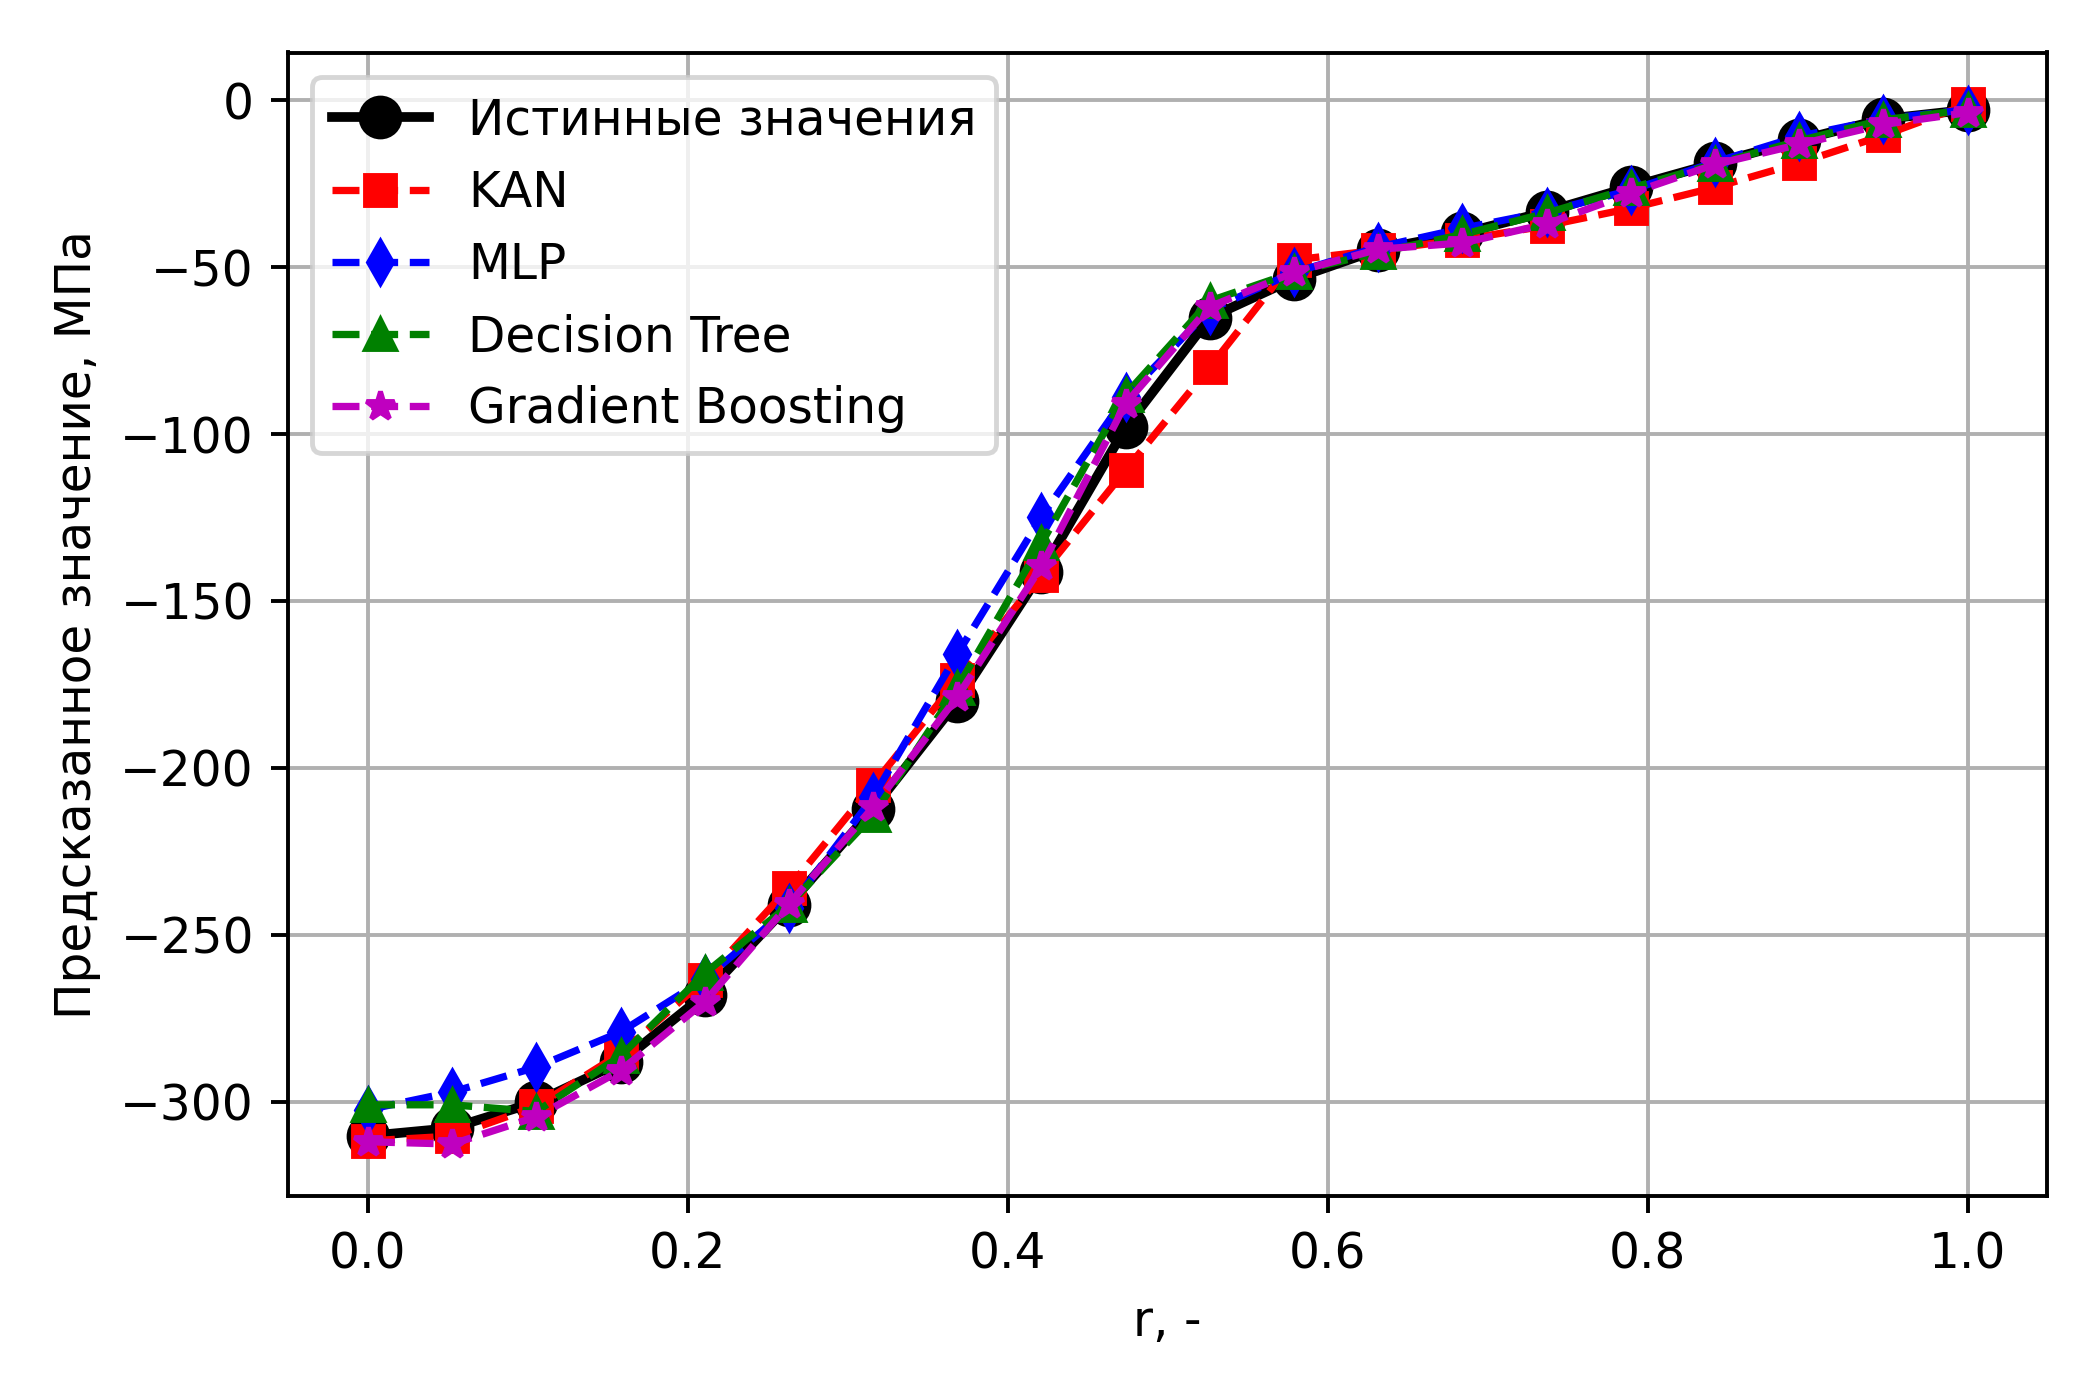 Предсказанное значение, МПа
0
−50
−100
−150
−200
−250
−300
Истинные значения
KAN
MLP
Decision Tree
Gradient Boosting
0.0 0.2 0.4 0.6 0.8 1.0
r, -